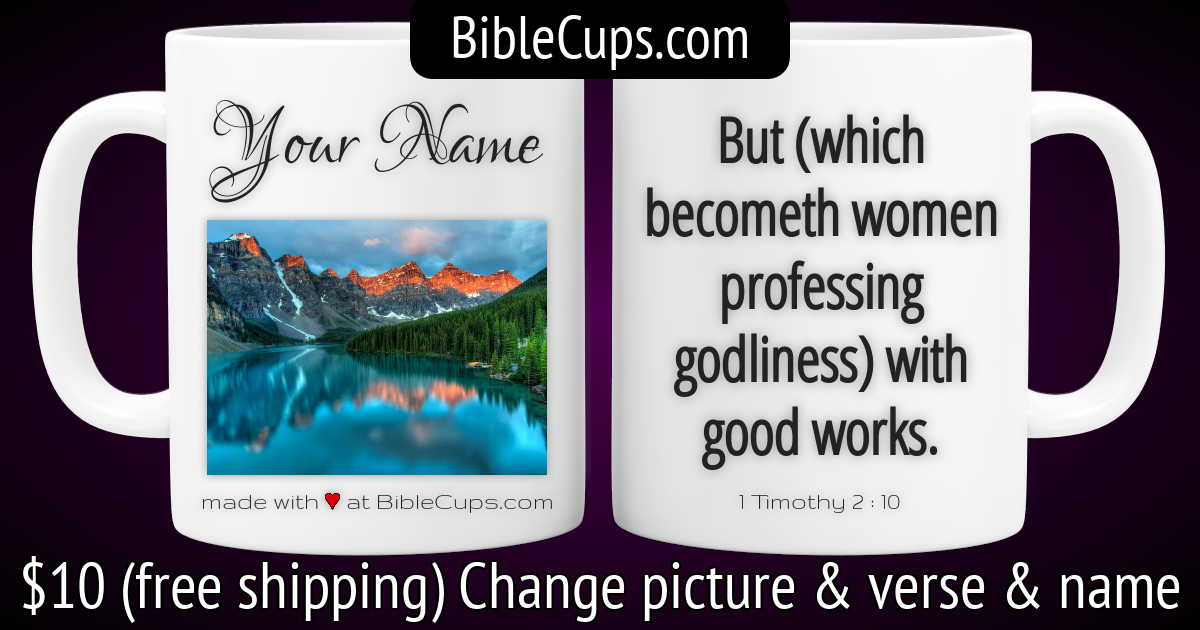 BibleCups.com
Your Name
made with ♥ at BibleCups.com
But (which
becometh women
professing
godliness) with
good works.
1 Timothy 2 : 10
$10 (free shipping) Change picture & verse & name